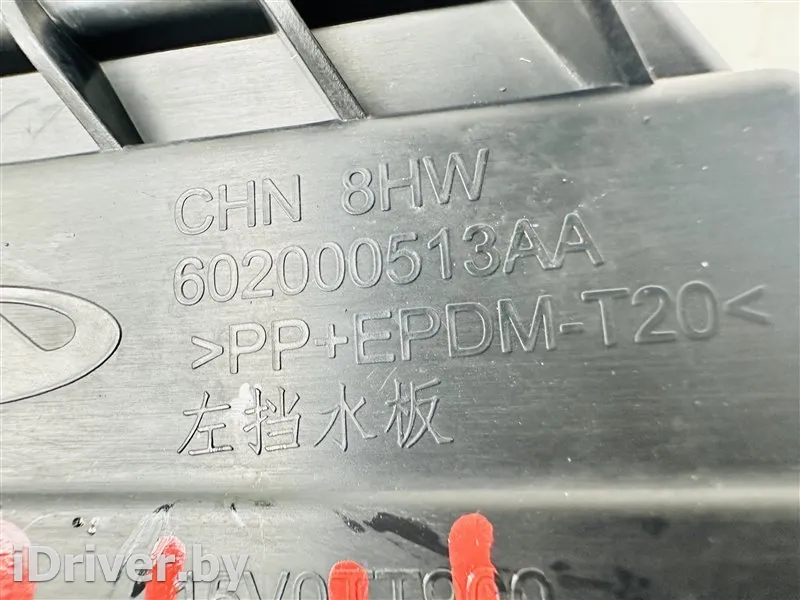 CHN 8HW
602000513AA
>PP+EPDM-T20<
左挡水板
iDriver.by